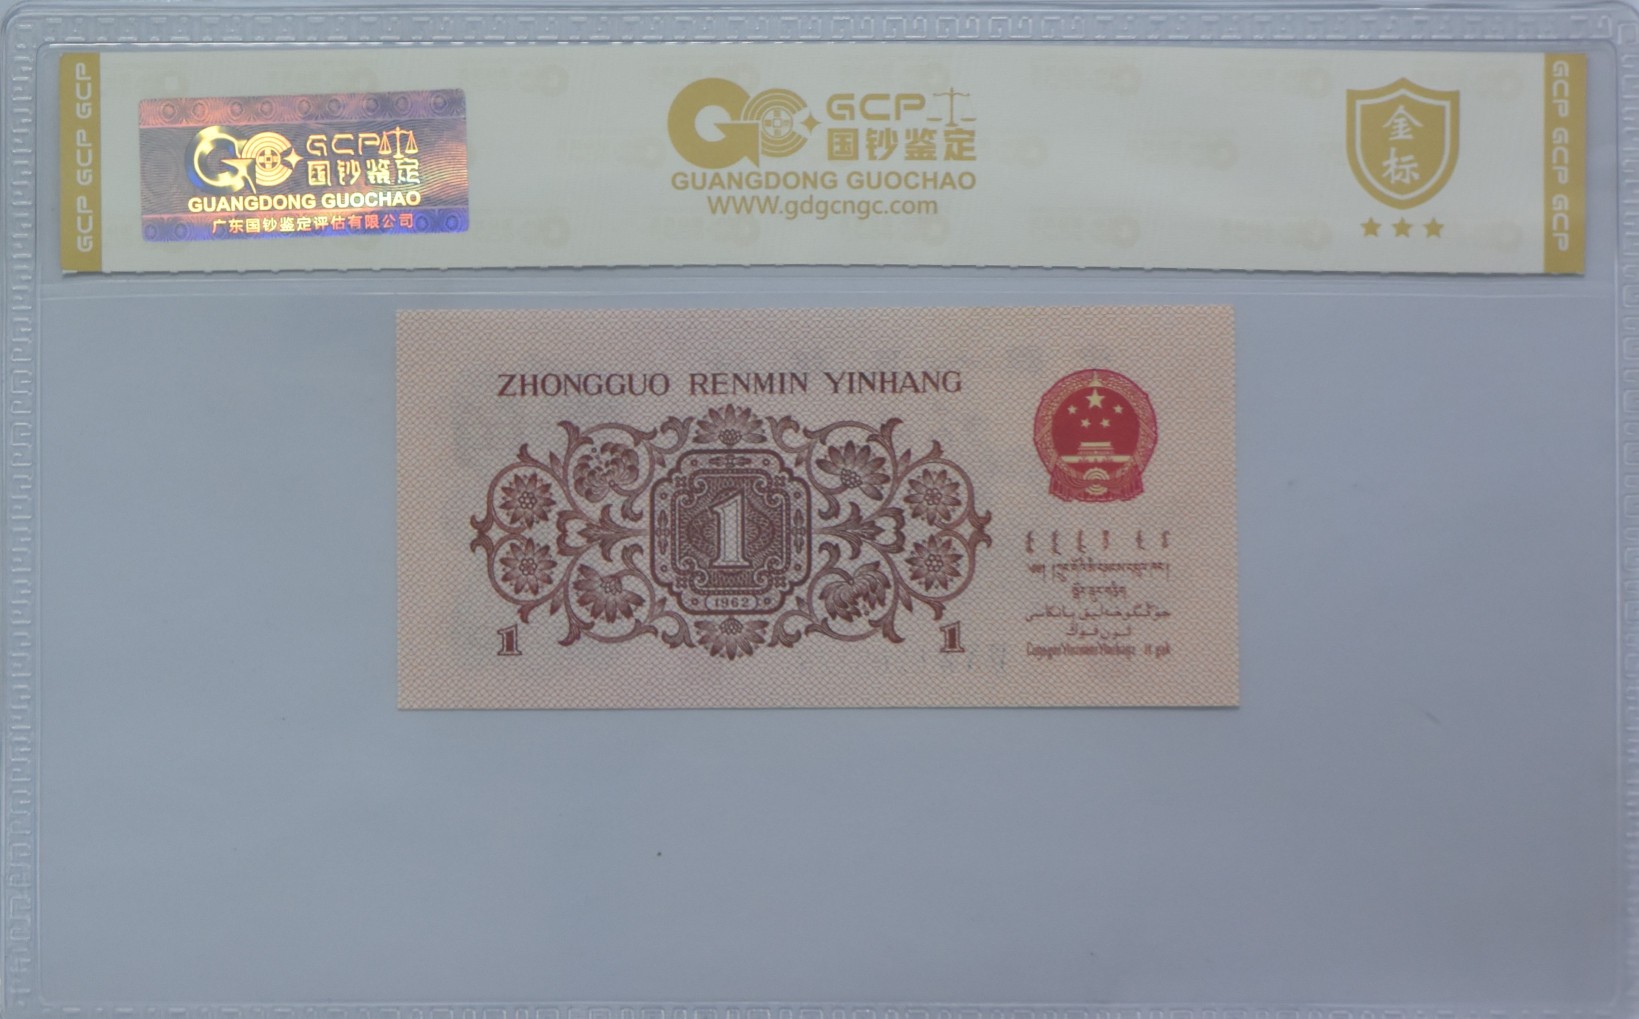 GCP GCP GCP
GCP
国钞鉴定
GUANGDONG GUOCHAO
广东国钞鉴定评估有限公司
GCP
国钞鉴定
GUANGDONG GUOCHAO
WWW.gdgcngc.com
金
标
GCP GCP GCP
ZHONGGUO RENMIN YINHANG
1
1962
1
1